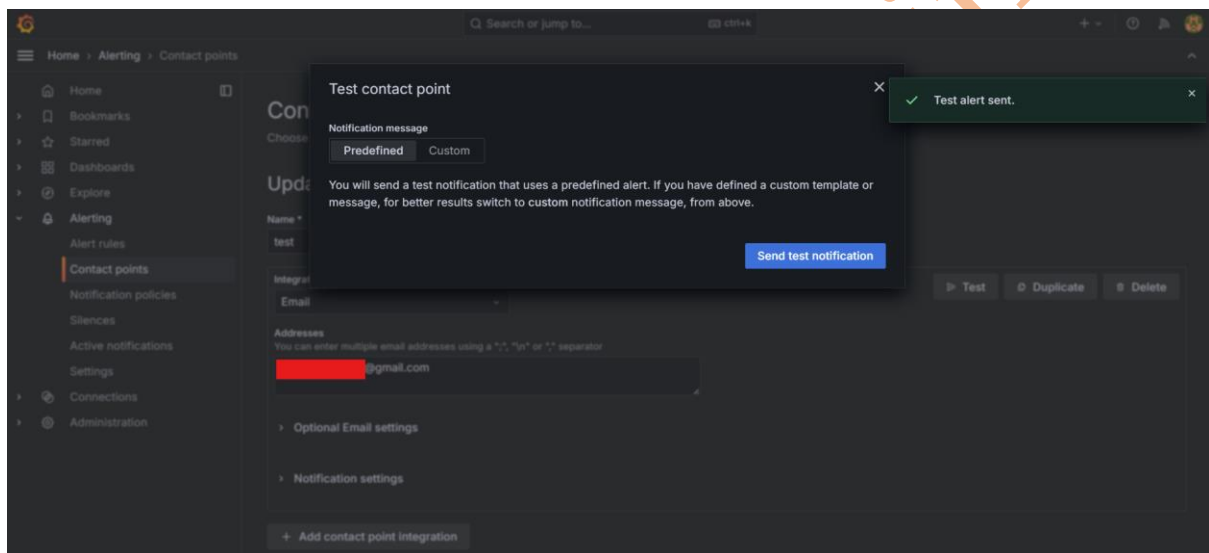 Search or jump to...
ctrl+k
Home > Alerting > Contact points
Home
Bookmarks
Starred
Dashboards
Explore
Alerting
Alert rules
Contact points
Notification policies
Silences
Active notifications
Settings
Connections
Administration
Con
Choose
Upda
Name *
test
Integra
Email
Test contact point
Notification message
Predefined Custom
You will send a test notification that uses a predefined alert. If you have defined a custom template or
message, for better results switch to custom notification message, from above.
Send test notification
Test alert sent.
Test Duplicate Delete
Addresses
You can enter multiple email addresses using a ";", "\n" or "," separator
@gmail.com
Optional Email settings
Notification settings
+ Add contact point integration